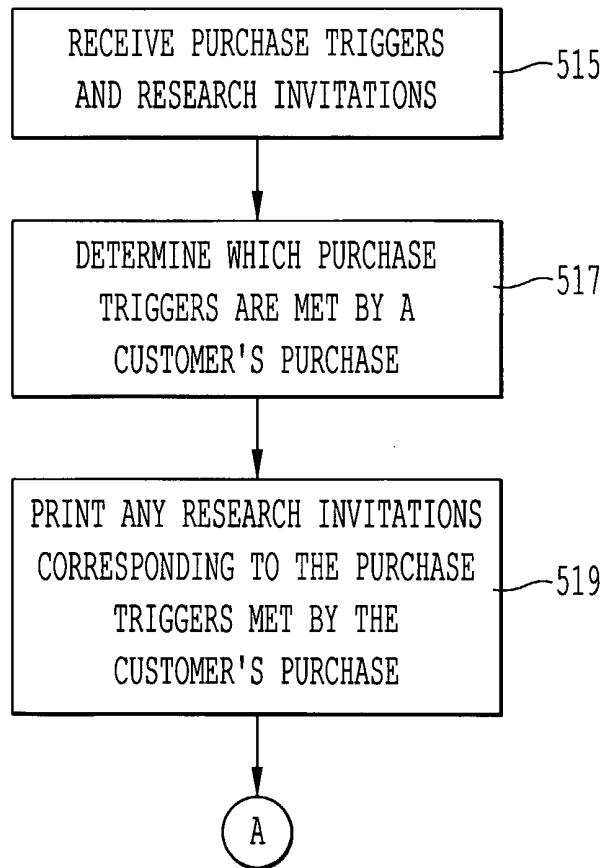 RECEIVE PURCHASE TRIGGERS
AND RESEARCH INVITATIONS
515
DETERMINE WHICH PURCHASE
TRIGGERS ARE MET BY A
CUSTOMER'S PURCHASE
517
PRINT ANY RESEARCH INVITATIONS
CORRESPONDING TO THE PURCHASE
TRIGGERS MET BY THE
CUSTOMER'S PURCHASE
519
A